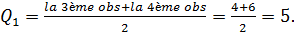 Q₁ = (la 3ème obs+la 4ème obs)/2 = (4+6)/2 = 5.